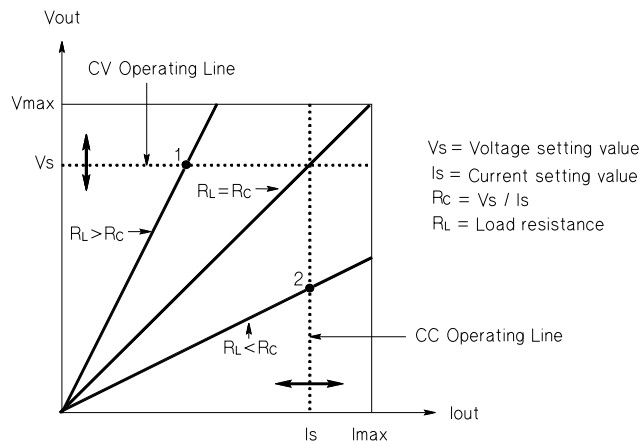 Vout
CV Operating Line
Vmax
Vs
1
RL=RC
RL>RC
2
RL<RC
CC Operating Line
Iout
Is
Imax
Vs = Voltage setting value
Is = Current setting value
Rc = Vs / Is
RL = Load resistance